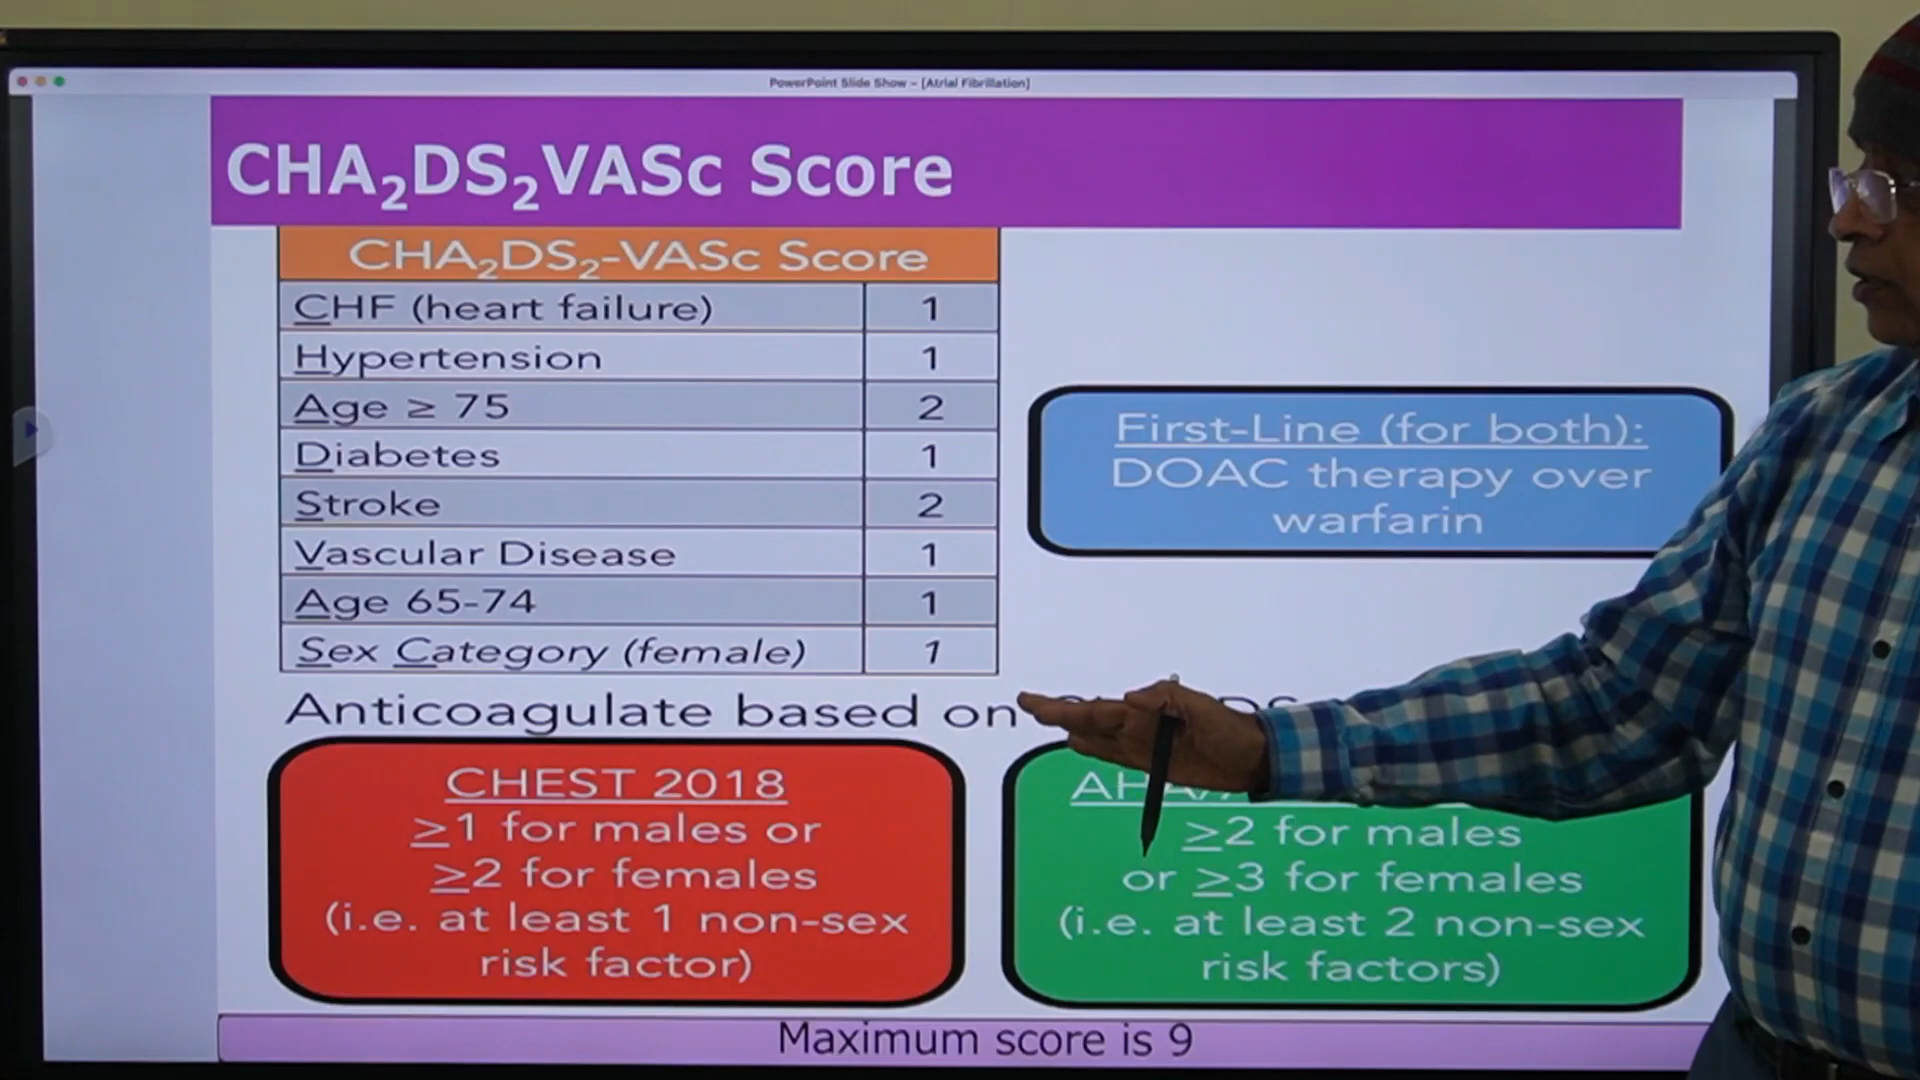 PowerPoint Slide Show – [Atrial Fibrillation]
CHA₂DS₂VASc Score
CHA₂DS₂-VASc Score
CHF (heart failure) 1
Hypertension 1
Age ≥ 75 2
Diabetes 1
Stroke 2
Vascular Disease 1
Age 65-74 1
Sex Category (female) 1
First-Line (for both):
DOAC therapy over
warfarin
Anticoagulate based on
CHEST 2018
≥1 for males or
≥2 for females
(i.e. at least 1 non-sex
risk factor)
≥2 for males
or ≥3 for females
(i.e. at least 2 non-sex
risk factors)
Maximum score is 9